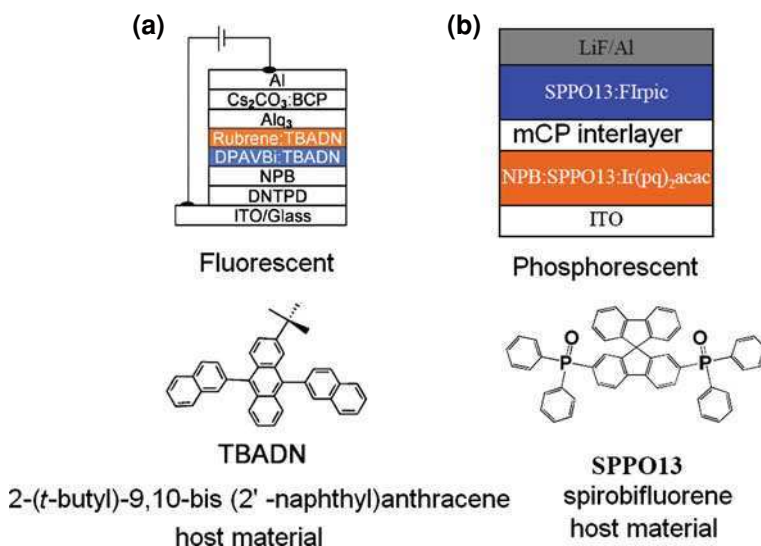 (a)
Al
Cs₂CO₃:BCP
Alq₃
Rubrene:TBADN
DPAVBi:TBADN
NPB
DNTPD
ITO/Glass
Fluorescent
TBADN
2-(t-butyl)-9,10-bis (2' -naphthyl)anthracene
host material
(b)
LiF/Al
SPPO13:FIrpic
mCP interlayer
NPB:SPPO13:Ir(pq)₂acac
ITO
Phosphorescent
O
P
O
P
SPPO13
spirobifluorene
host material